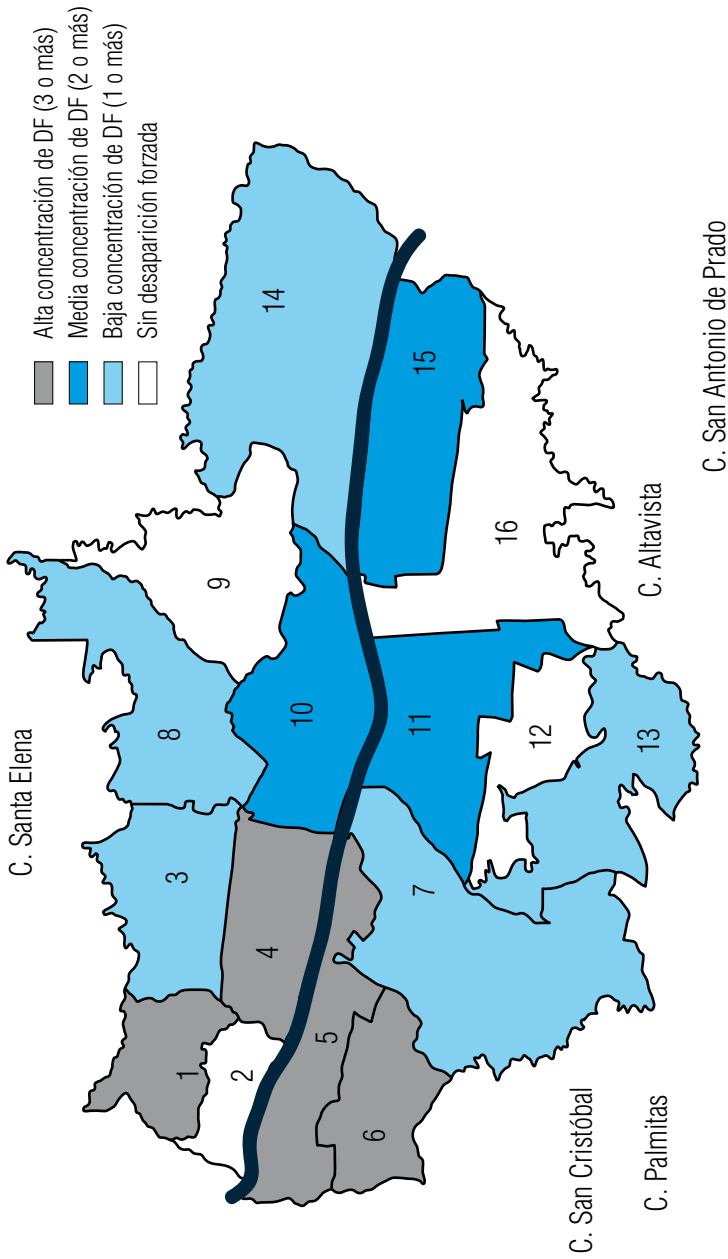 Alta concentración de DF (3 o más)
Media concentración de DF (2 o más)
Baja concentración de DF (1 o más)
Sin desaparición forzada
C. Santa Elena
1
2
3
4
5
6
7
8
9
10
11
12
13
14
15
16
C. San Cristóbal
C. Palmitas
C. Altavista
C. San Antonio de Prado